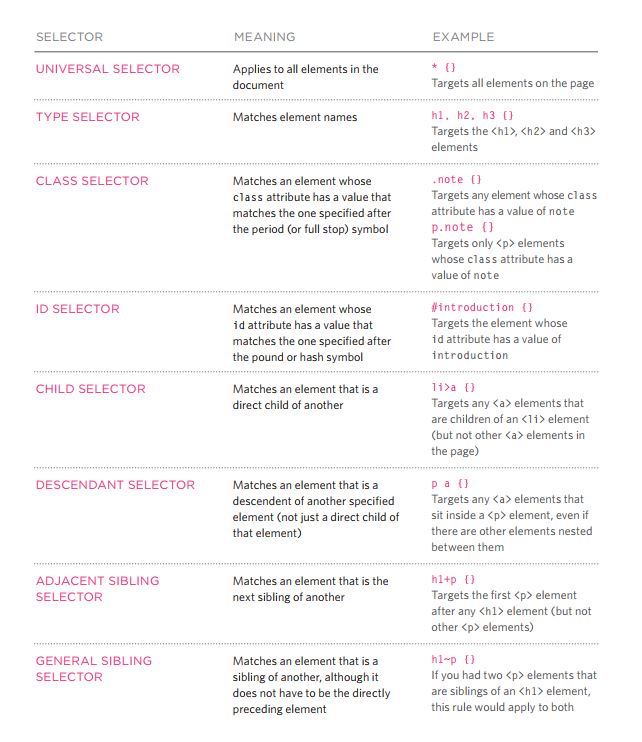 SELECTOR MEANING EXAMPLE
UNIVERSAL SELECTOR
Applies to all elements in the
document
* {}
Targets all elements on the page
TYPE SELECTOR
Matches element names
h1, h2, h3 {}
Targets the <h1>, <h2> and <h3>
elements
CLASS SELECTOR
Matches an element whose
class attribute has a value that
matches the one specified after
the period (or full stop) symbol
.note {}
Targets any element whose class
attribute has a value of note
p.note {}
Targets only <p> elements
whose class attribute has a
value of note
ID SELECTOR
Matches an element whose
id attribute has a value that
matches the one specified after
the pound or hash symbol
#introduction {}
Targets the element whose
id attribute has a value of
introduction
CHILD SELECTOR
Matches an element that is a
direct child of another
li>a {}
Targets any <a> elements that
are children of an <li> element
(but not other <a> elements in
the page)
DESCENDANT SELECTOR
Matches an element that is a
descendent of another specified
element (not just a direct child of
that element)
p a {}
Targets any <a> elements that
sit inside a <p> element, even if
there are other elements nested
between them
ADJACENT SIBLING
SELECTOR
Matches an element that is the
next sibling of another
h1+p {}
Targets the first <p> element
after any <h1> element (but not
other <p> elements)
GENERAL SIBLING
SELECTOR
Matches an element that is a
sibling of another, although it
does not have to be the directly
preceding element
h1~p {}
If you had two <p> elements that
are siblings of an <h1> element,
this rule would apply to both